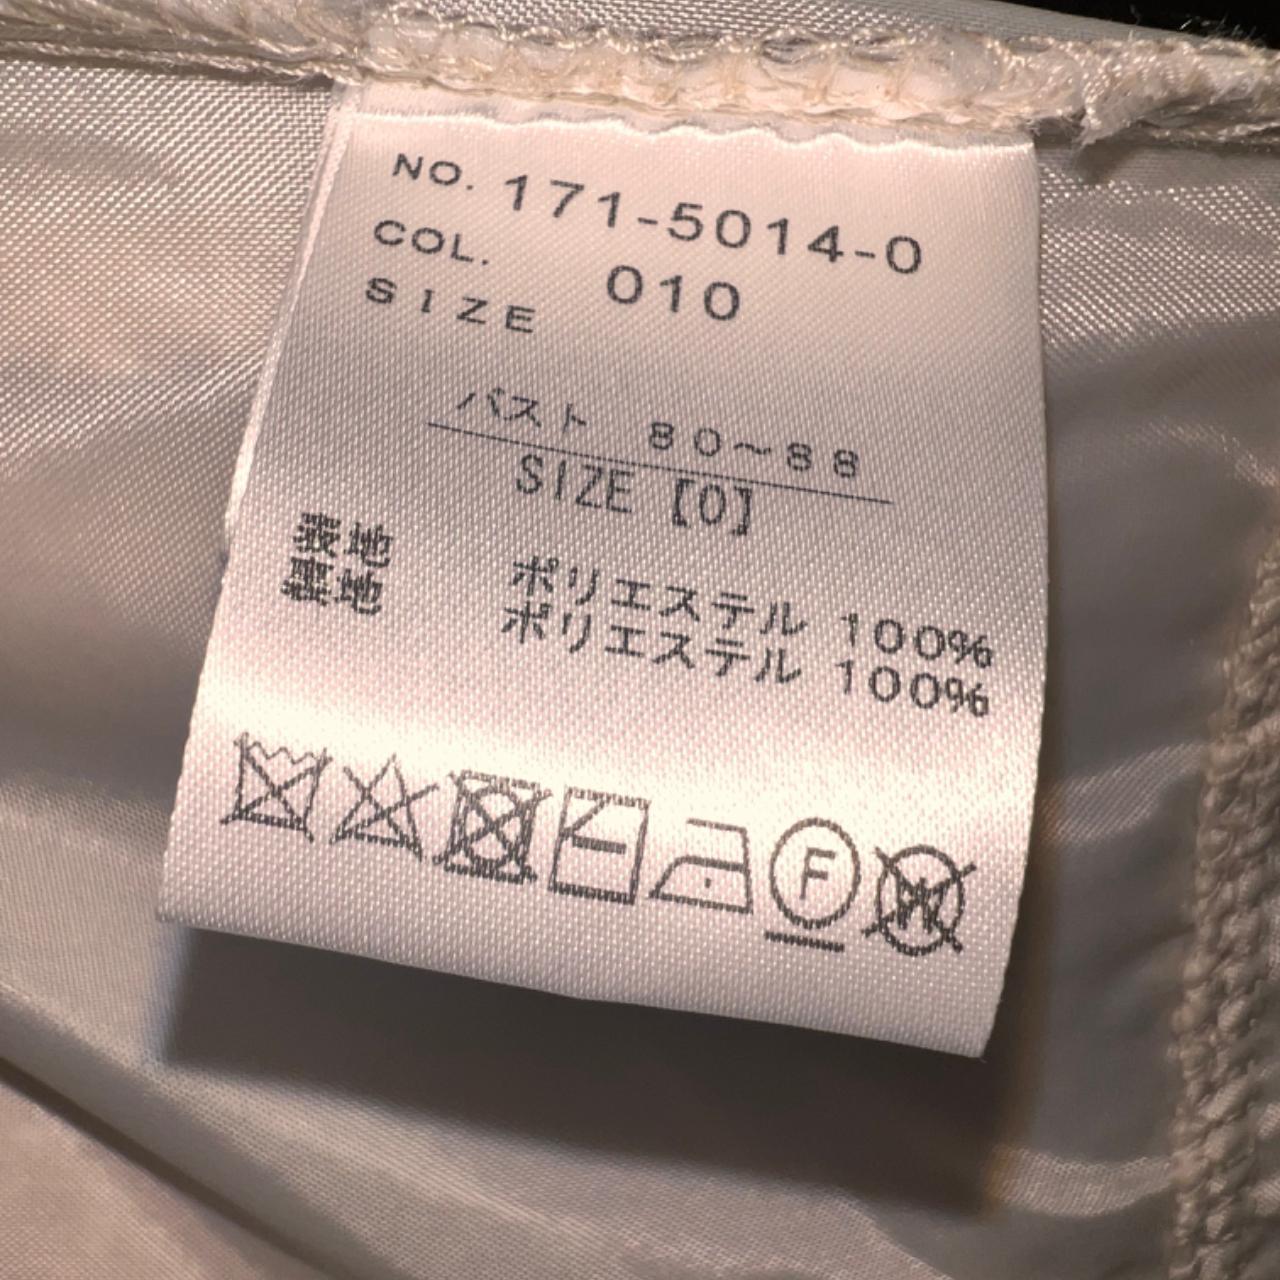 NO. 171-5014-0
COL. 010
SIZE
バスト 80～88
SIZE【0】
表地 ポリエステル 100%
裏地 ポリエステル 100%
F
W